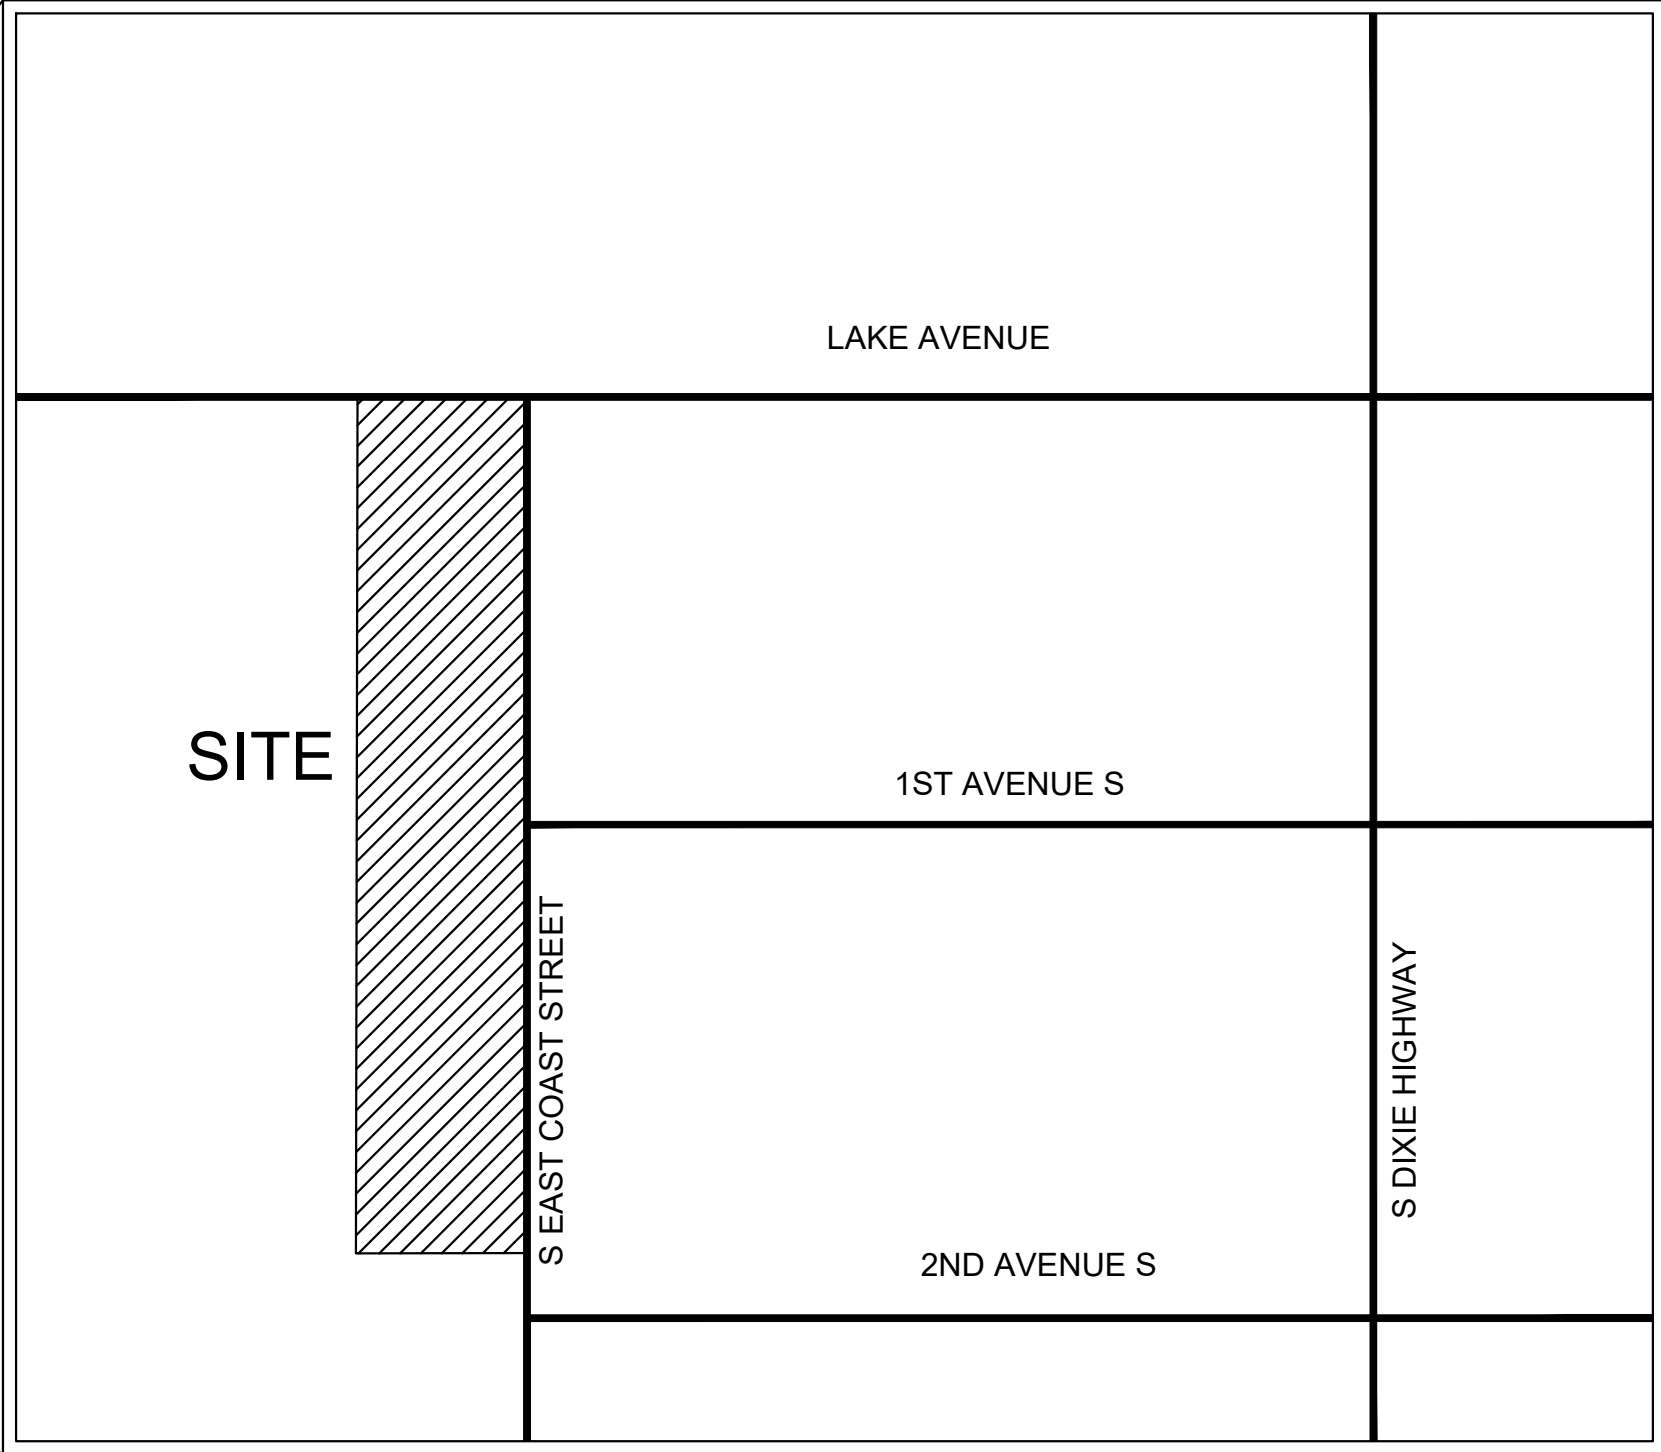 LAKE AVENUE
SITE
1ST AVENUE S
S EAST COAST STREET
S DIXIE HIGHWAY
2ND AVENUE S